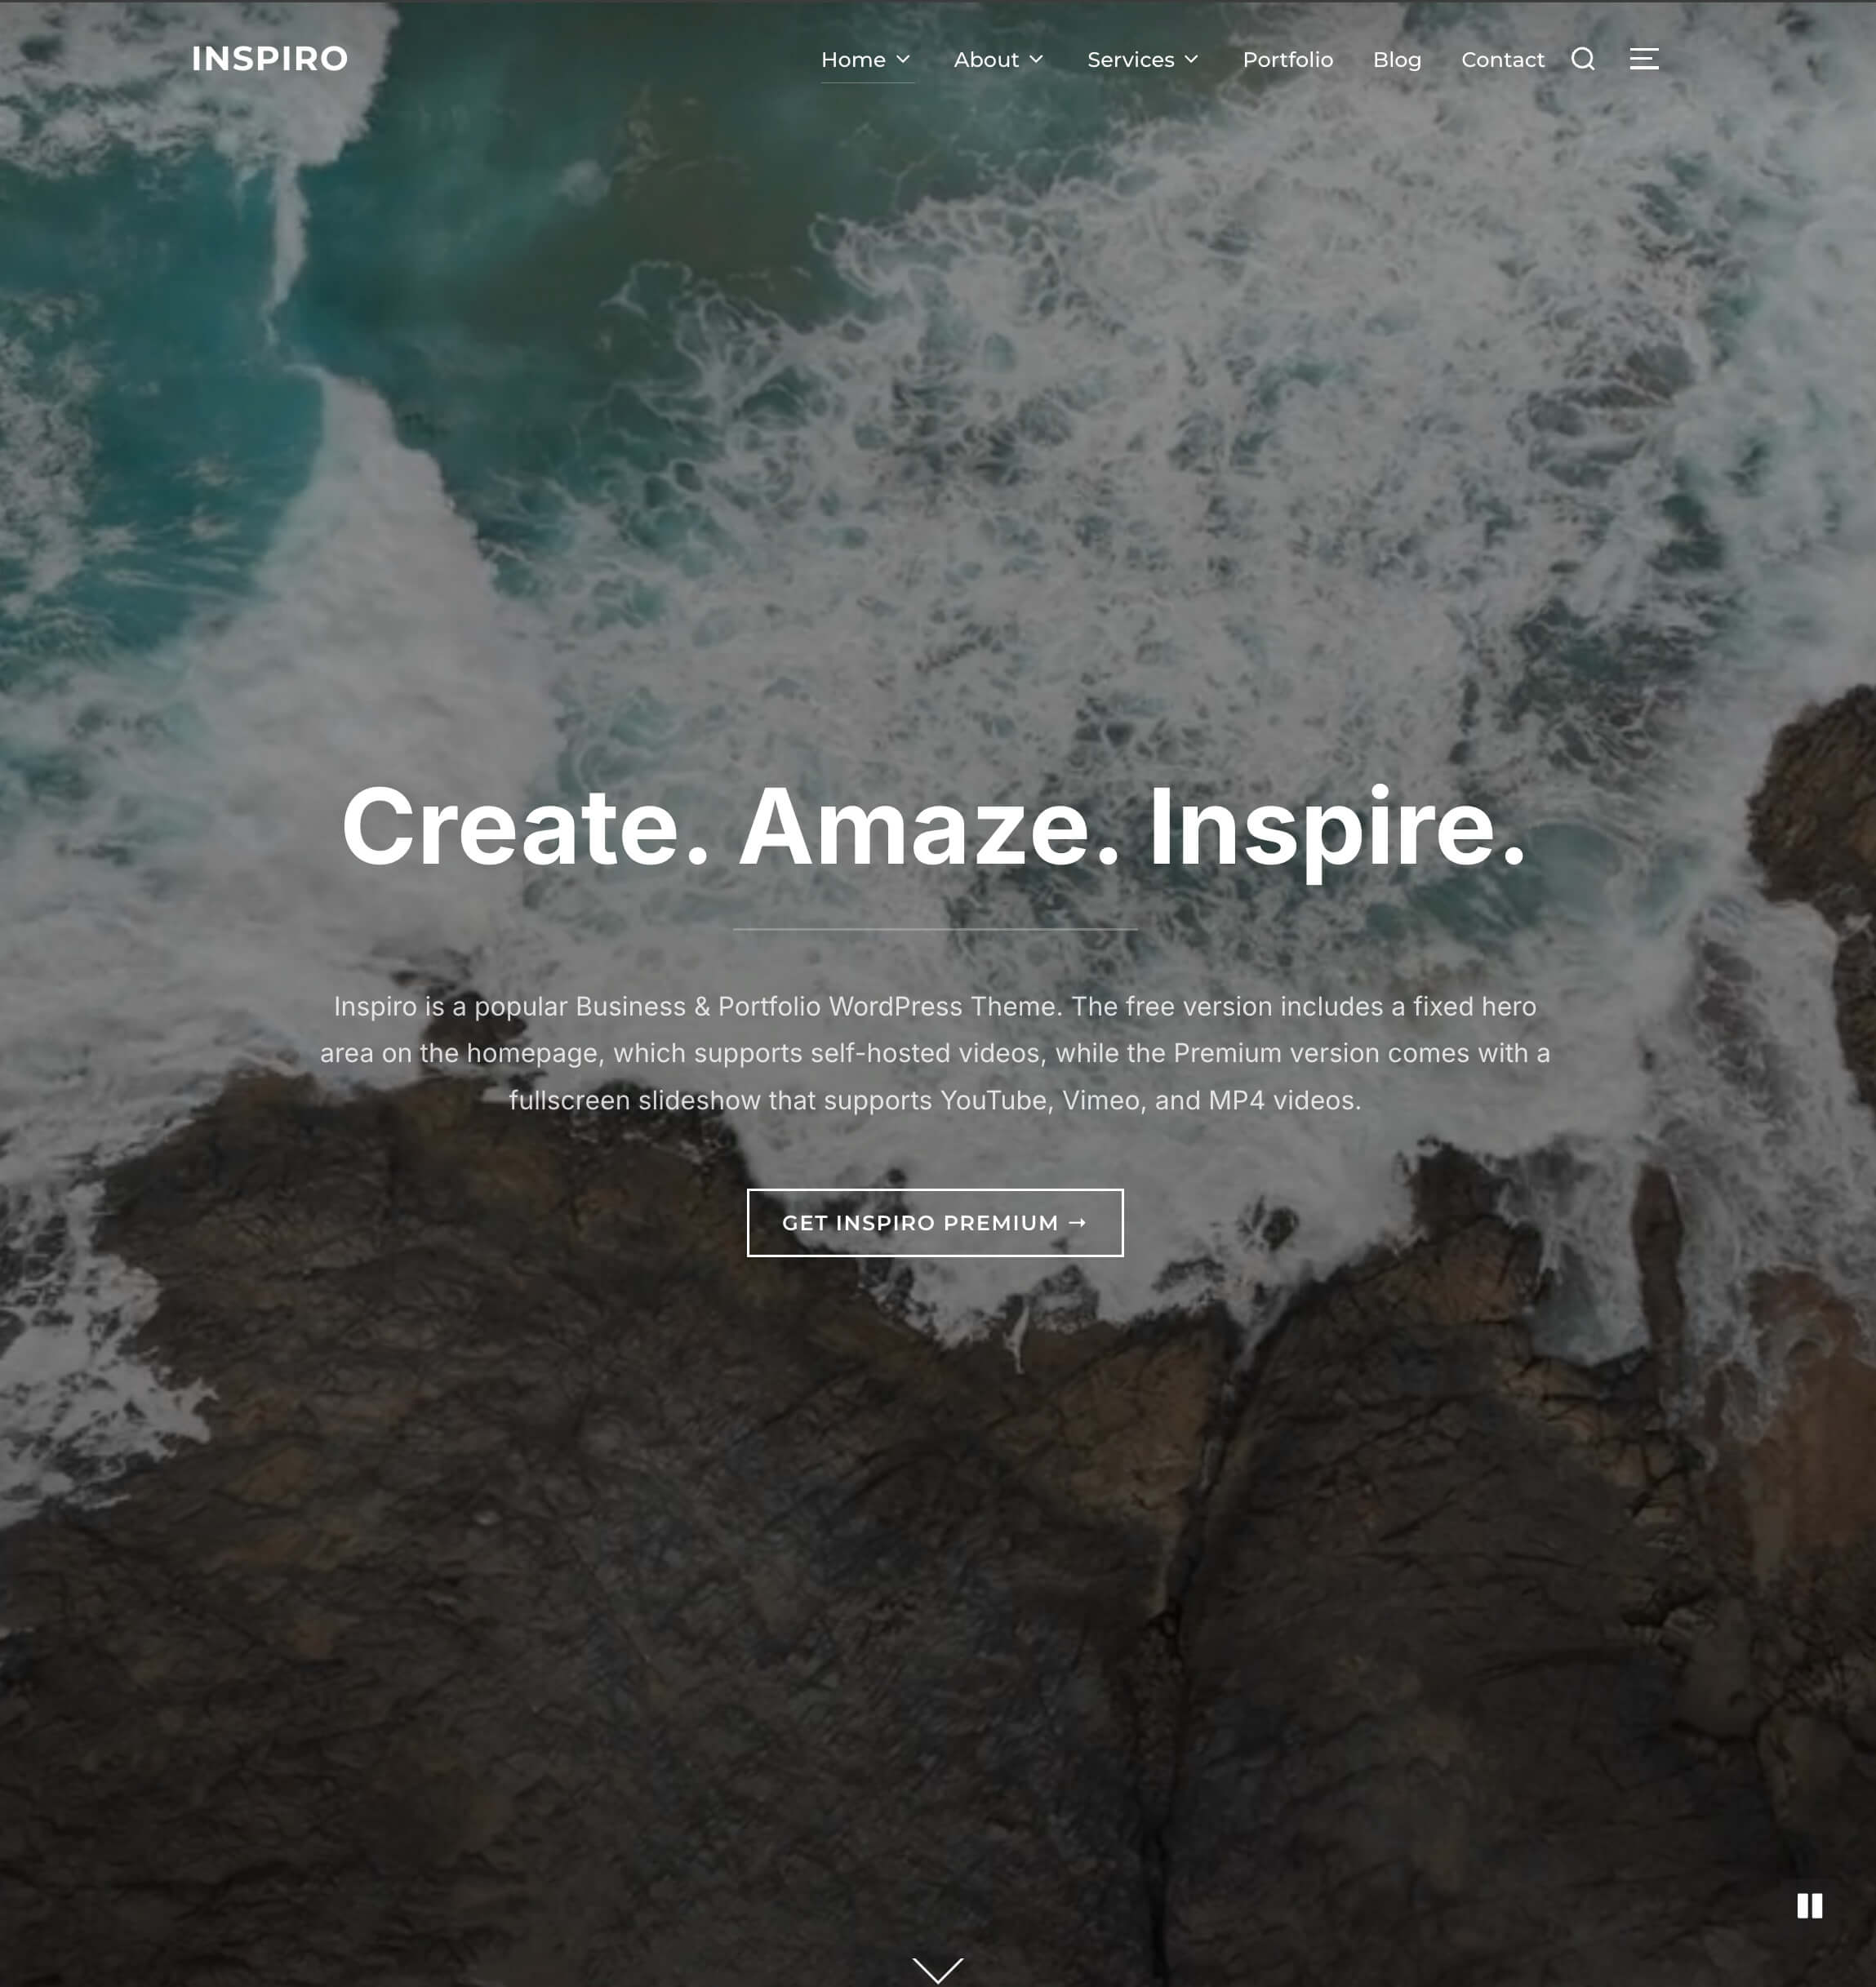 INSPIRO
Home About Services Portfolio Blog Contact
Create. Amaze. Inspire.
Inspiro is a popular Business & Portfolio WordPress Theme. The free version includes a fixed hero
area on the homepage, which supports self-hosted videos, while the Premium version comes with a
fullscreen slideshow that supports YouTube, Vimeo, and MP4 videos.
GET INSPIRO PREMIUM →